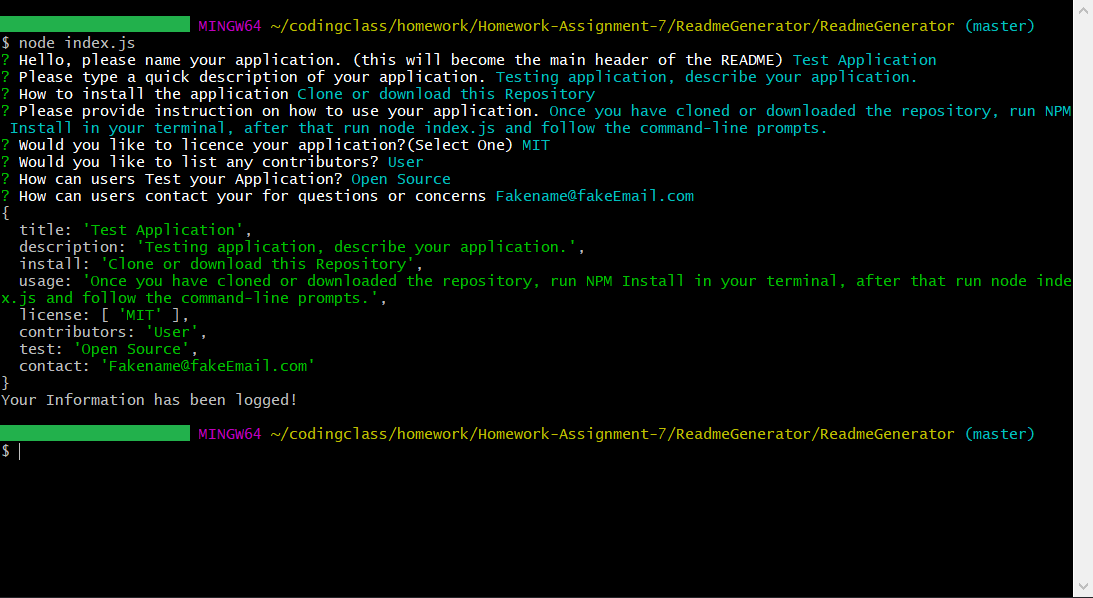 MINGW64 ~/codingclass/homework/Homework-Assignment-7/ReadmeGenerator/ReadmeGenerator (master)
$ node index.js
? Hello, please name your application. (this will become the main header of the README) Test Application
? Please type a quick description of your application. Testing application, describe your application.
? How to install the application Clone or download this Repository
? Please provide instruction on how to use your application. Once you have cloned or downloaded the repository, run NPM
 Install in your terminal, after that run node index.js and follow the command-line prompts.
? Would you like to licence your application?(Select One) MIT
? Would you like to list any contributors? User
? How can users Test your Application? Open Source
? How can users contact your for questions or concerns Fakename@fakeEmail.com
{
  title: 'Test Application',
  description: 'Testing application, describe your application.',
  install: 'Clone or download this Repository',
  usage: 'Once you have cloned or downloaded the repository, run NPM Install in your terminal, after that run node inde
x.js and follow the command-line prompts.',
  license: [ 'MIT' ],
  contributors: 'User',
  test: 'Open Source',
  contact: 'Fakename@fakeEmail.com'
}
Your Information has been logged!
MINGW64 ~/codingclass/homework/Homework-Assignment-7/ReadmeGenerator/ReadmeGenerator (master)
$